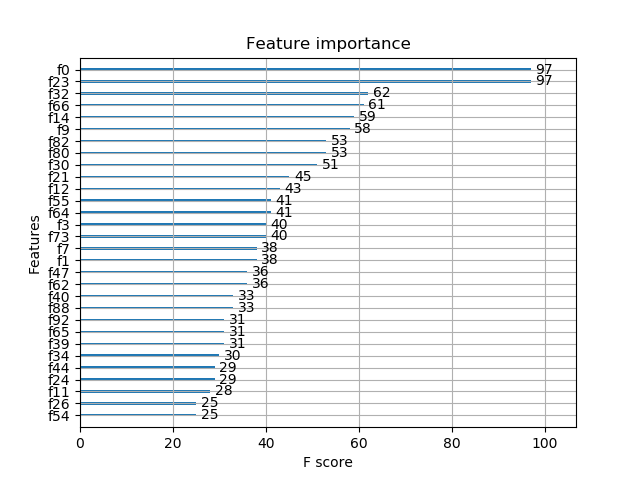 Feature importance
f0 97
f23 97
f32 62
f66 61
f14 59
f9 58
f82 53
f80 53
f30 51
f21 45
f12 43
f55 41
f64 41
f3 40
f73 40
f7 38
f1 38
f47 36
f62 36
f40 33
f88 33
f92 31
f65 31
f39 31
f34 30
f44 29
f24 29
f11 28
f26 25
f54 25
Features
0 20 40 60 80 100
F score